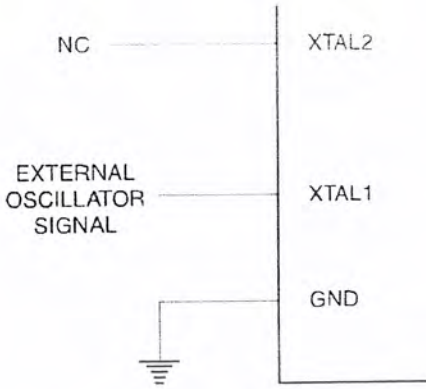 NC
XTAL2
EXTERNAL
OSCILLATOR
SIGNAL
XTAL1
GND